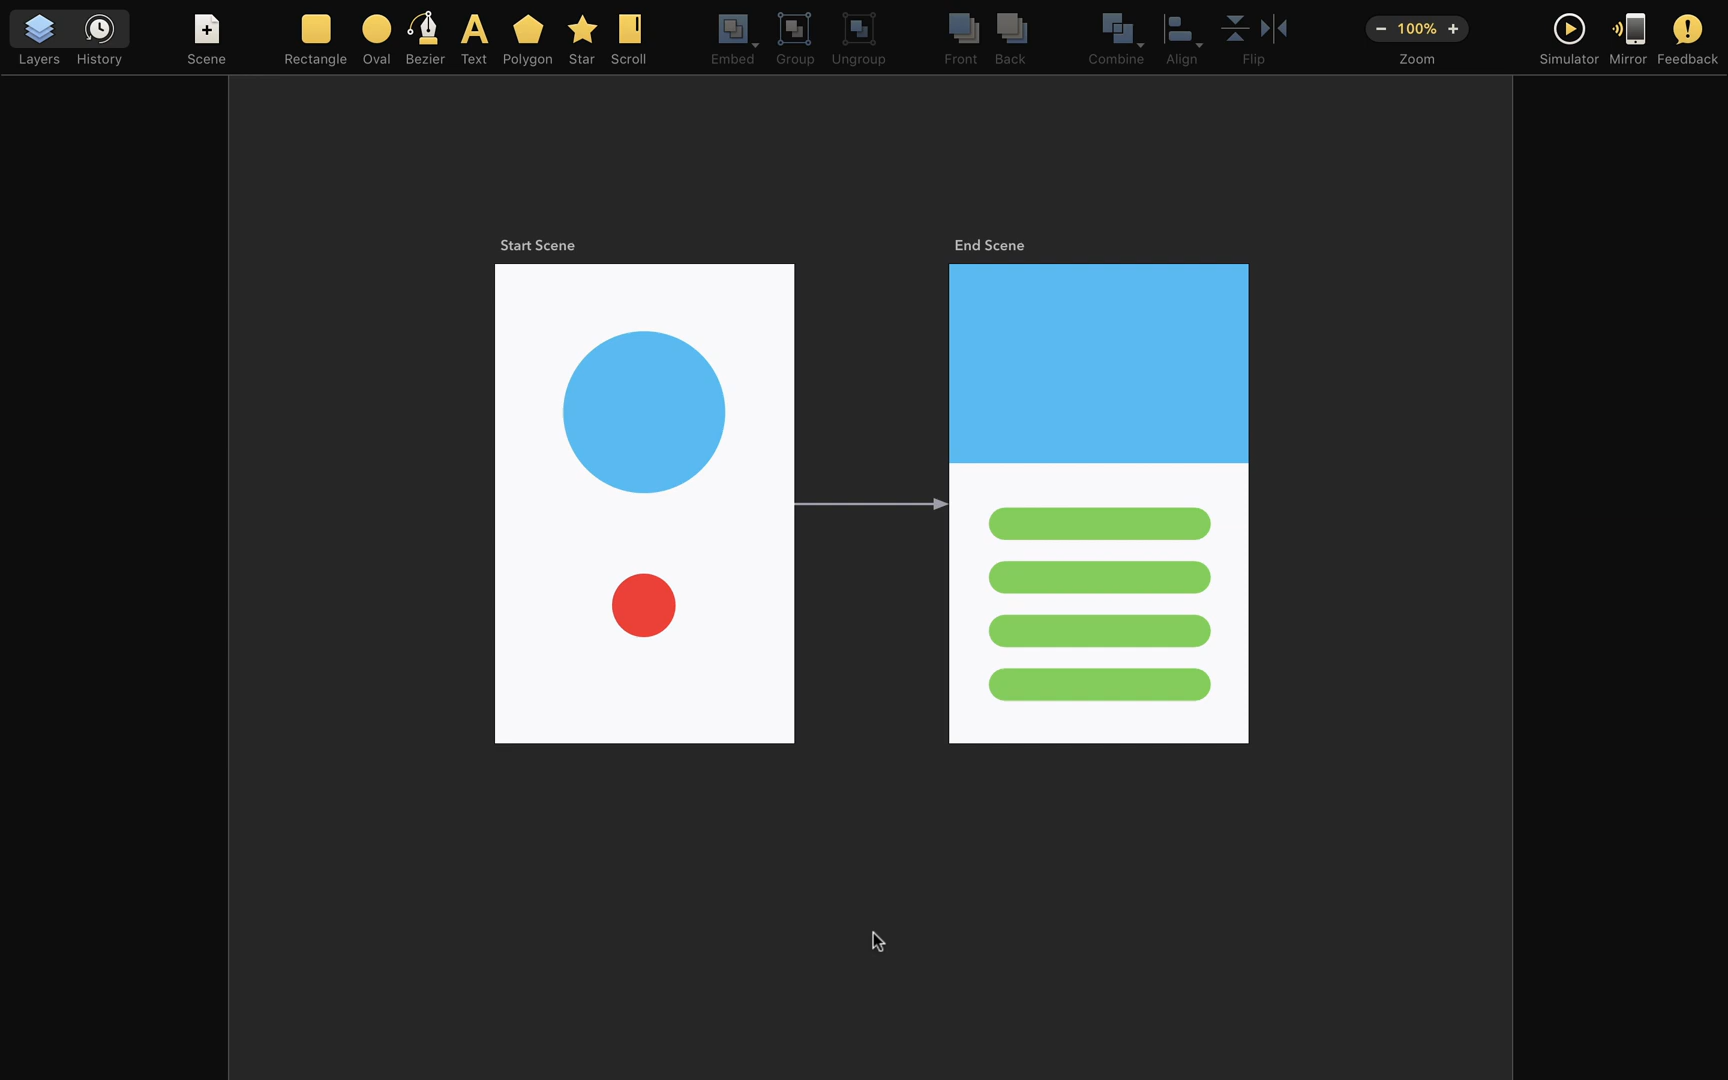 Layers History Scene Rectangle Oval Bezier Text Polygon Star Scroll Embed Group Ungroup Front Back Combine Align Flip 100% Zoom Simulator Mirror Feedback
Start Scene End Scene